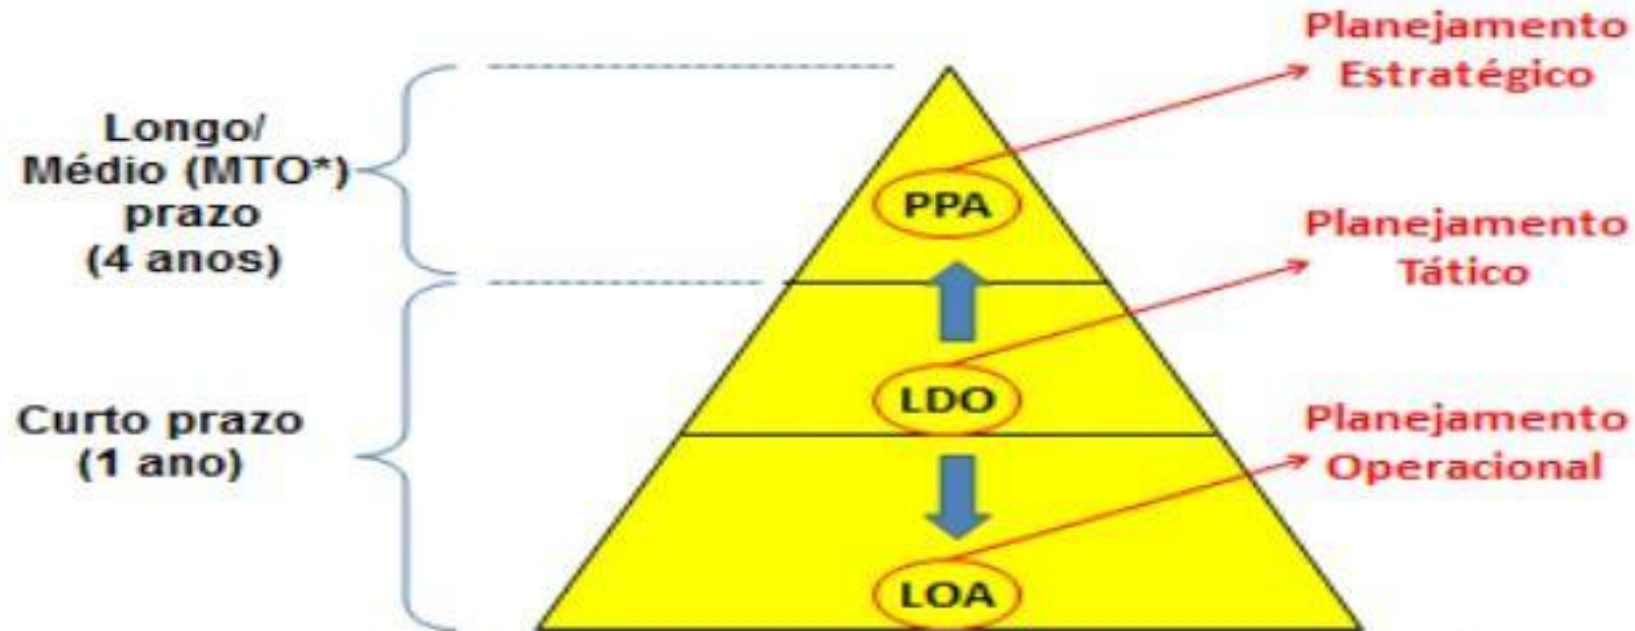 Planejamento
Estratégico
Longo/
Médio (MTO*)
prazo
(4 anos)
PPA
Planejamento
Tático
LDO
Curto prazo
(1 ano)
Planejamento
Operacional
LOA